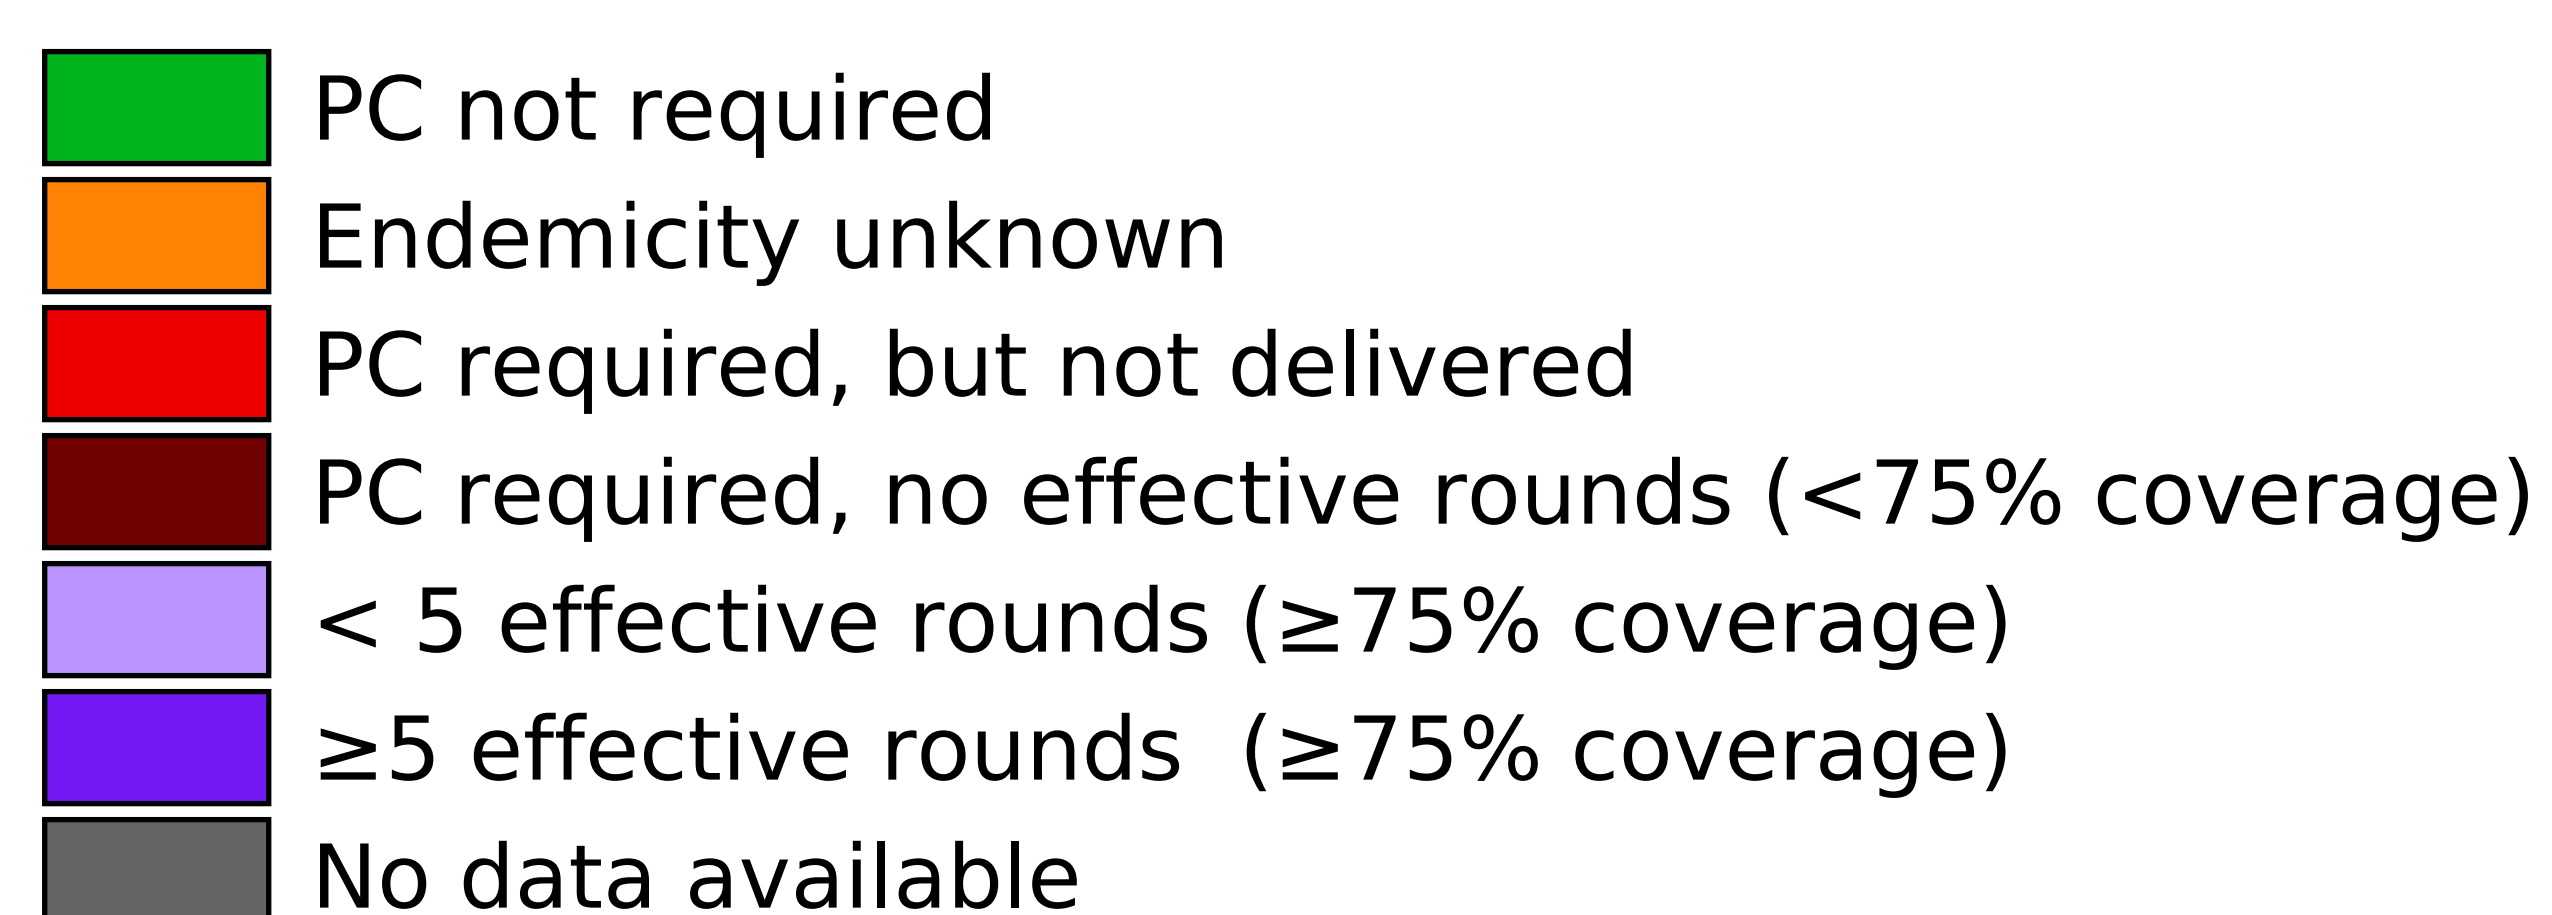 PC not required
Endemicity unknown
PC required, but not delivered
PC required, no effective rounds (<75% coverage)
< 5 effective rounds (≥75% coverage)
≥5 effective rounds  (≥75% coverage)
No data available